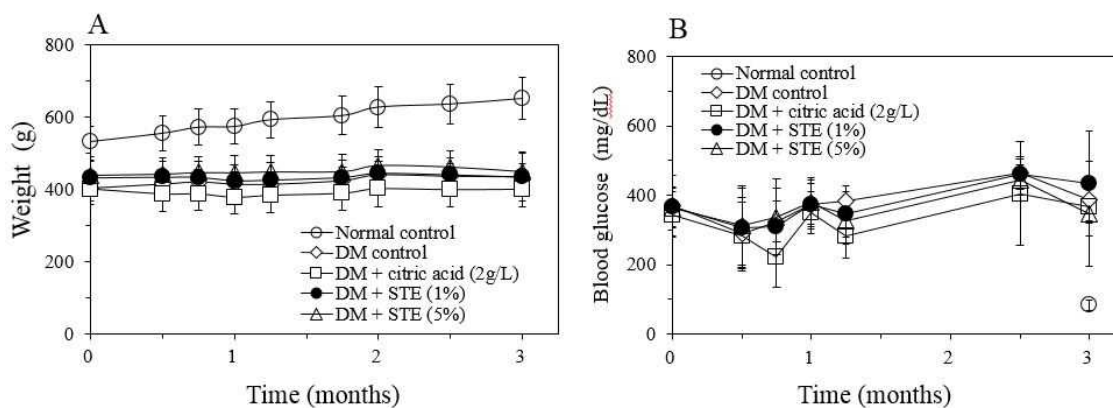 A
Weight (g)
800
600
400
200
0
Normal control
DM control
DM + citric acid (2g/L)
DM + STE (1%)
DM + STE (5%)
0 1 2 3
Time (months)
B
Blood glucose (mg/dL)
800
600
400
200
0
Normal control
DM control
DM + citric acid (2g/L)
DM + STE (1%)
DM + STE (5%)
0 1 2 3
Time (months)